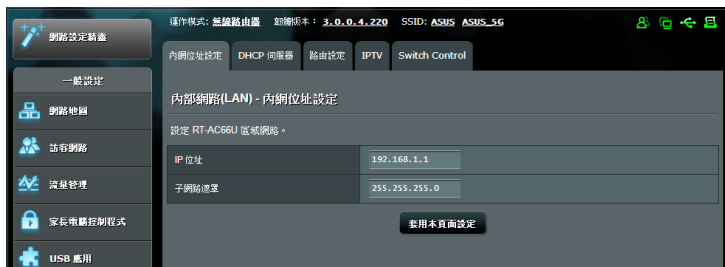 網路設定精靈
運作模式: 無線路由器 韌體版本: 3.0.0.4.220 SSID: ASUS ASUS_5G
內網位址設定 DHCP 伺服器 路由設定 IPTV Switch Control
一般設定
網路地圖
訪客網路
流量管理
家長電腦控制程式
USB 應用
內部網路(LAN) - 內網位址設定
設定 RT-AC66U 區域網路。
IP 位址 192.168.1.1
子網路遮罩 255.255.255.0
套用本頁面設定